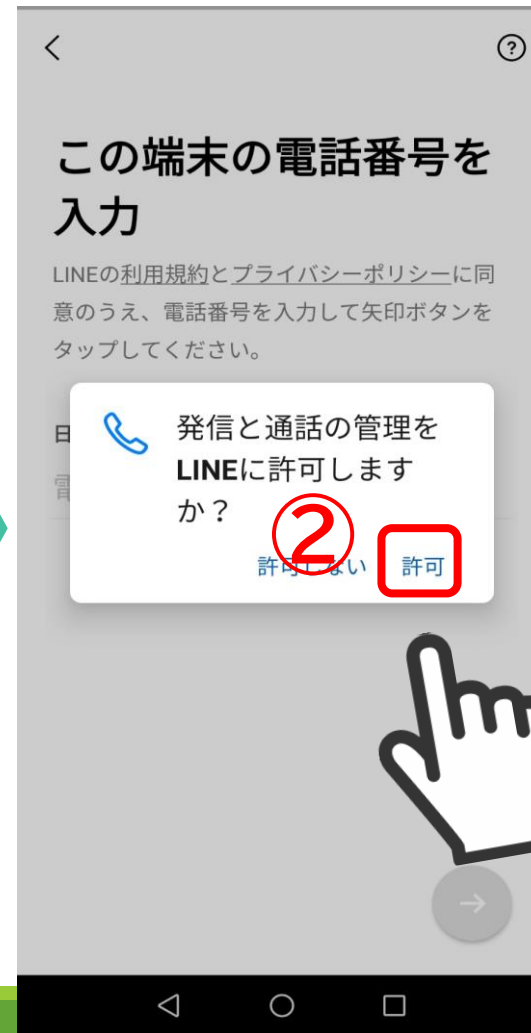 この端末の電話番号を
入力
LINEの利用規約とプライバシーポリシーに同
意のうえ、電話番号を入力して矢印ボタンを
タップしてください。
日
電
発信と通話の管理を
LINEに許可します
か？
②
許可しない 許可